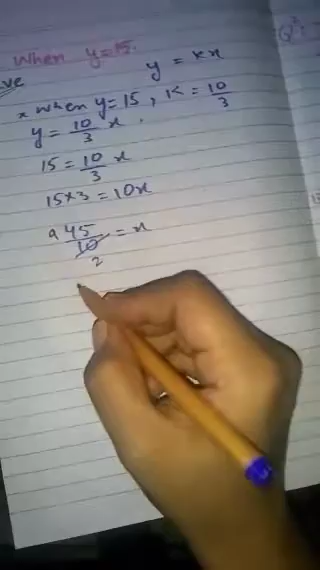 When y=15.
y = kx
x when y=15, K = 10/3
y = 10/3 x.
15 = 10/3 x
15×3 = 10x
9 45/10 = x
2